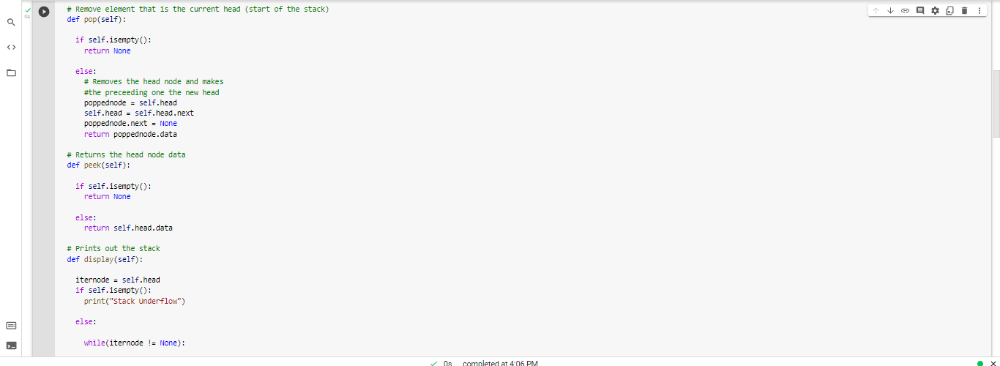 # Remove element that is the current head (start of the stack)
def pop(self):
if self.isempty():
return None
else:
# Removes the head node and makes
#the preceeding one the new head
poppednode = self.head
self.head = self.head.next
poppednode.next = None
return poppednode.data
# Returns the head node data
def peek(self):
if self.isempty():
return None
else:
return self.head.data
# Prints out the stack
def display(self):
iternode = self.head
if self.isempty():
print("Stack Underflow")
else:
while(iternode != None):
0s
0s completed at 4:06 PM